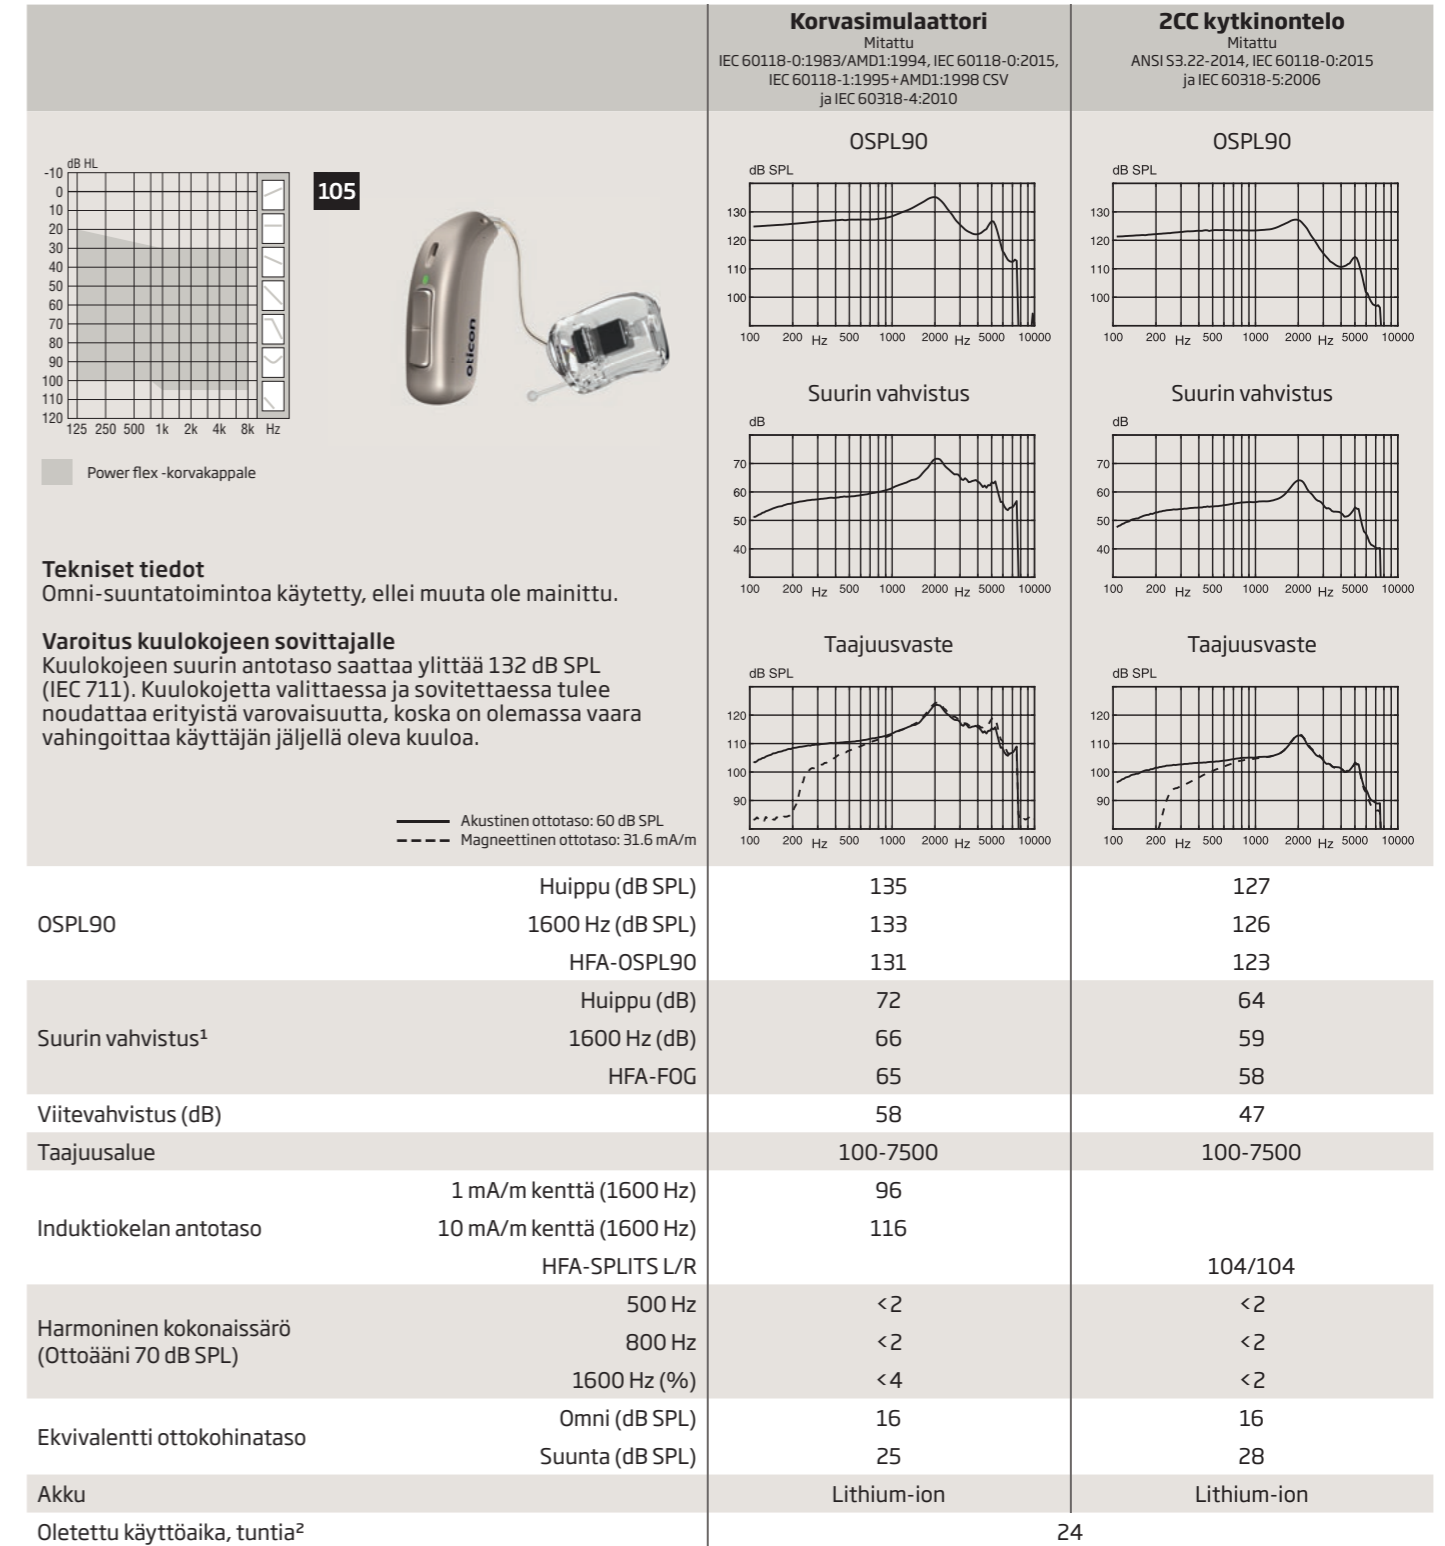 Korvasimulaattori
Mitattu
IEC 60118-0:1983/AMD1:1994, IEC 60118-0:2015,
IEC 60118-1:1995+AMD1:1998 CSV
ja IEC 60318-4:2010
2CC kytkinontelo
Mitattu
ANSI S3.22-2014, IEC 60118-0:2015
ja IEC 60318-5:2006
dB HL
-10
0
10
20
30
40
50
60
70
80
90
100
110
120
125 250 500 1k 2k 4k 8k Hz
105
oticon
Power flex -korvakappale
Tekniset tiedot
Omni-suuntatoimintoa käytetty, ellei muuta ole mainittu.
Varoitus kuulokojeen sovittajalle
Kuulokojeen suurin antotaso saattaa ylittää 132 dB SPL
(IEC 711). Kuulokojetta valittaessa ja sovitettaessa tulee
noudattaa erityistä varovaisuutta, koska on olemassa vaara
vahingoittaa käyttäjän jäljellä oleva kuuloa.
Akustinen ottotaso: 60 dB SPL
Magneettinen ottotaso: 31.6 mA/m
OSPL90
dB SPL
130
120
110
100
100 200 Hz 500 1000 2000 Hz 5000 10000
Suurin vahvistus
dB
70
60
50
40
100 200 Hz 500 1000 2000 Hz 5000 10000
Taajuusvaste
dB SPL
120
110
100
90
100 200 Hz 500 1000 2000 Hz 5000 10000
OSPL90
dB SPL
130
120
110
100
100 200 Hz 500 1000 2000 Hz 5000 10000
Suurin vahvistus
dB
70
60
50
40
100 200 Hz 500 1000 2000 Hz 5000 10000
Taajuusvaste
dB SPL
120
110
100
90
100 200 Hz 500 1000 2000 Hz 5000 10000
Huippu (dB SPL) 135 127
OSPL90 1600 Hz (dB SPL) 133 126
HFA-OSPL90 131 123
Huippu (dB) 72 64
Suurin vahvistus¹ 1600 Hz (dB) 66 59
HFA-FOG 65 58
Viitevahvistus (dB) 58 47
Taajuusalue 100-7500 100-7500
1 mA/m kenttä (1600 Hz) 96
Induktiokelan antotaso 10 mA/m kenttä (1600 Hz) 116
HFA-SPLITS L/R 104/104
500 Hz <2 <2
Harmoninen kokonaissärö
(Ottoääni 70 dB SPL)
800 Hz <2 <2
1600 Hz (%) <4 <2
Omni (dB SPL) 16 16
Ekvivalentti ottokohinataso
Suunta (dB SPL) 25 28
Akku Lithium-ion Lithium-ion
Oletettu käyttöaika, tuntia² 24